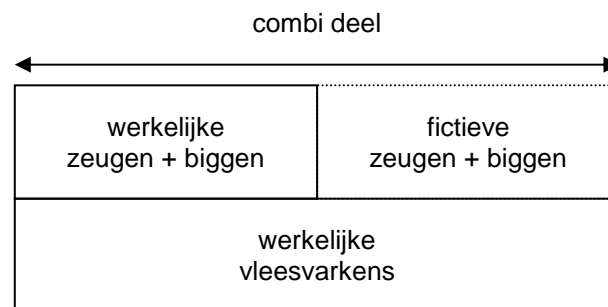 combi deel
werkelijke
zeugen + biggen
fictieve
zeugen + biggen
werkelijke
vleesvarkens